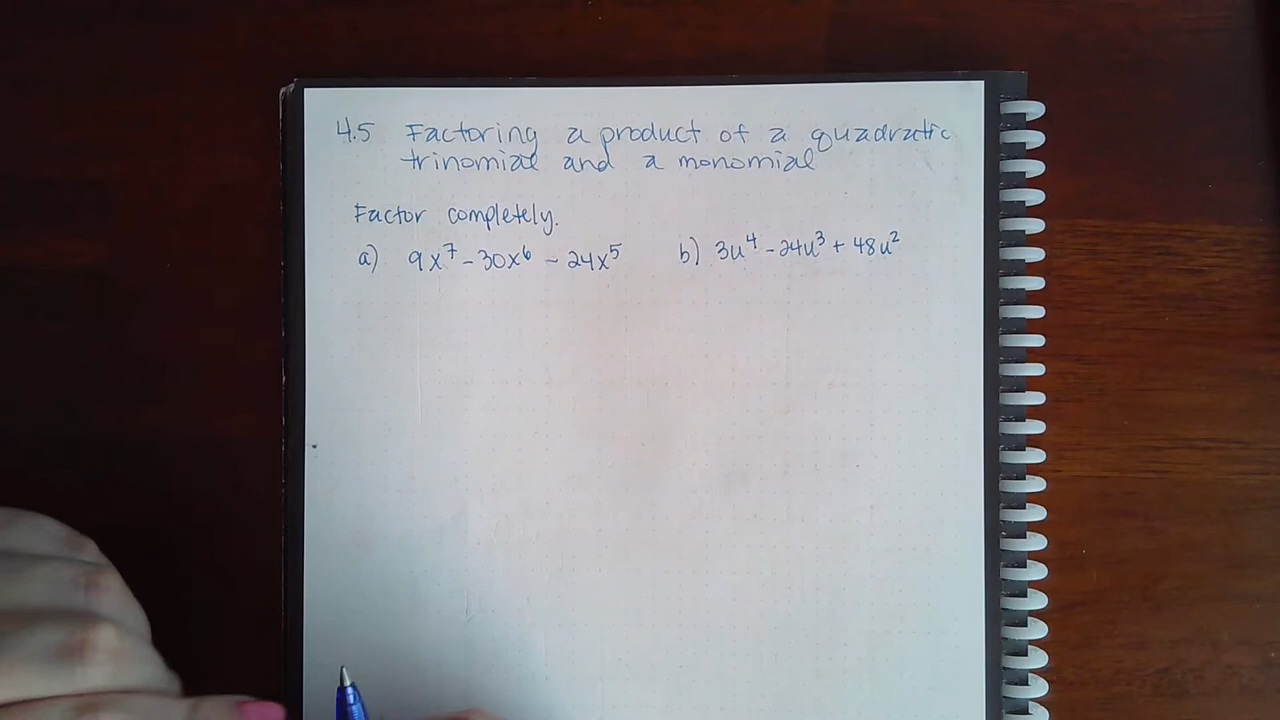 4.5 Factoring a product of a quadratic
trinomial and a monomial
Factor completely.
a) 9x⁷ - 30x⁶ - 24x⁵ b) 3u⁴ - 24u³ + 48u²